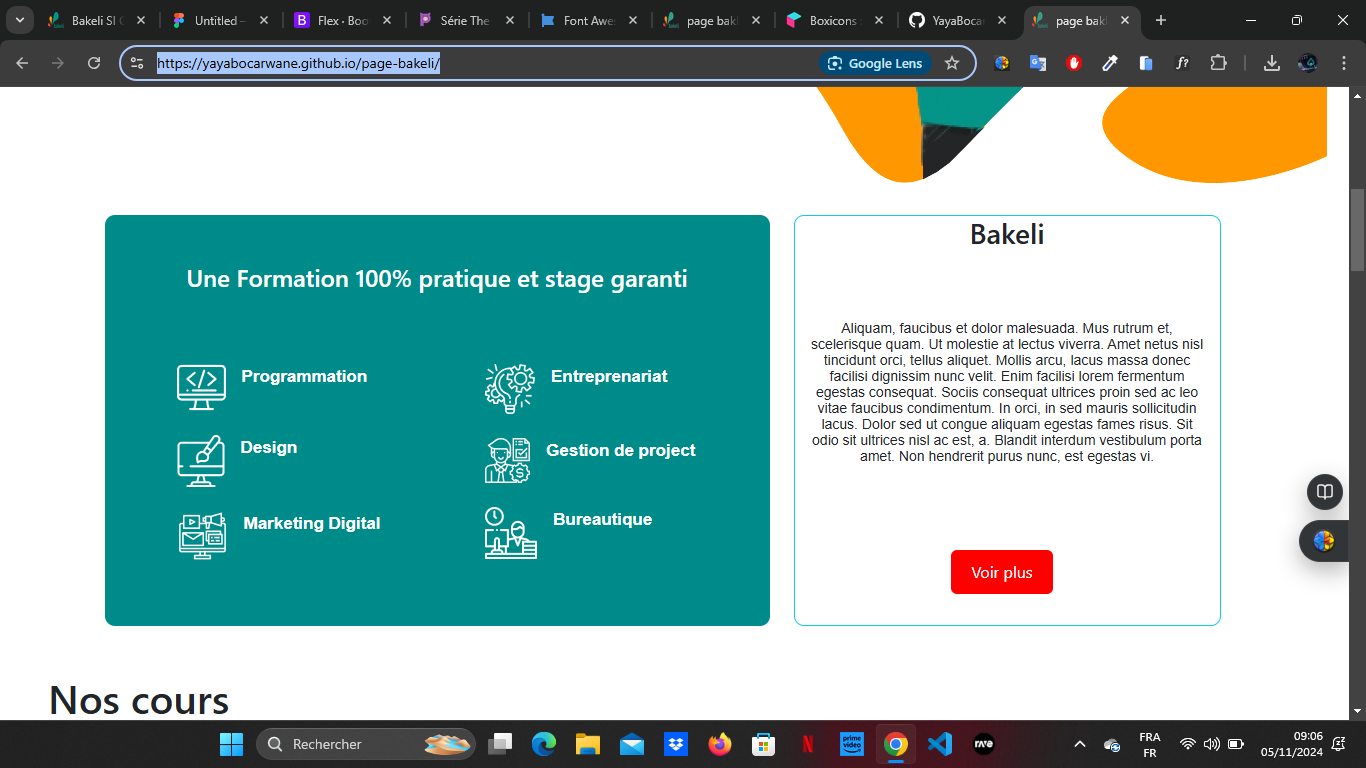 Bakeli SI C
Untitled –
Flex · Boo
Série The
Font Awe
page bak
Boxicons :
YayaBocar
page bak
https://yayabocarwane.github.io/page-bakeli/
Google Lens
f?
Une Formation 100% pratique et stage garanti
Programmation
Entreprenariat
Design
Gestion de project
Marketing Digital
Bureautique
Bakeli
Aliquam, faucibus et dolor malesuada. Mus rutrum et,
scelerisque quam. Ut molestie at lectus viverra. Amet netus nisl
tincidunt orci, tellus aliquet. Mollis arcu, lacus massa donec
facilisi dignissim nunc velit. Enim facilisi lorem fermentum
egestas consequat. Sociis consequat ultrices proin sed ac leo
vitae faucibus condimentum. In orci, in sed mauris sollicitudin
lacus. Dolor sed ut congue aliquam egestas fames risus. Sit
odio sit ultrices nisl ac est, a. Blandit interdum vestibulum porta
amet. Non hendrerit purus nunc, est egestas vi.
Voir plus
Nos cours
Rechercher
prime video
rave
FRA
FR
09:06
05/11/2024